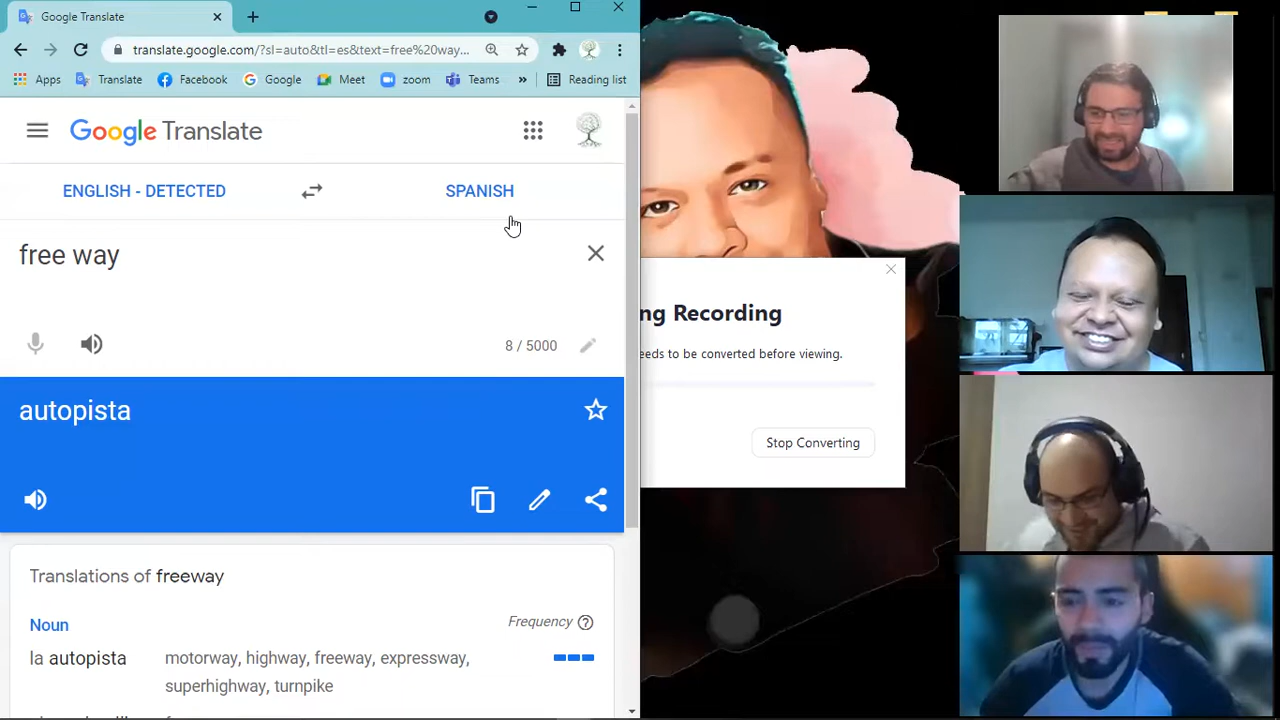 Google Translate
translate.google.com/?sl=auto&tl=es&text=free%20way...
Apps Translate Facebook Google Meet zoom Teams » Reading list
Google Translate
ENGLISH - DETECTED SPANISH
free way
8 / 5000
autopista
Translations of freeway
Noun Frequency
la autopista motorway, highway, freeway, expressway,
superhighway, turnpike
ng Recording
eeds to be converted before viewing.
Stop Converting